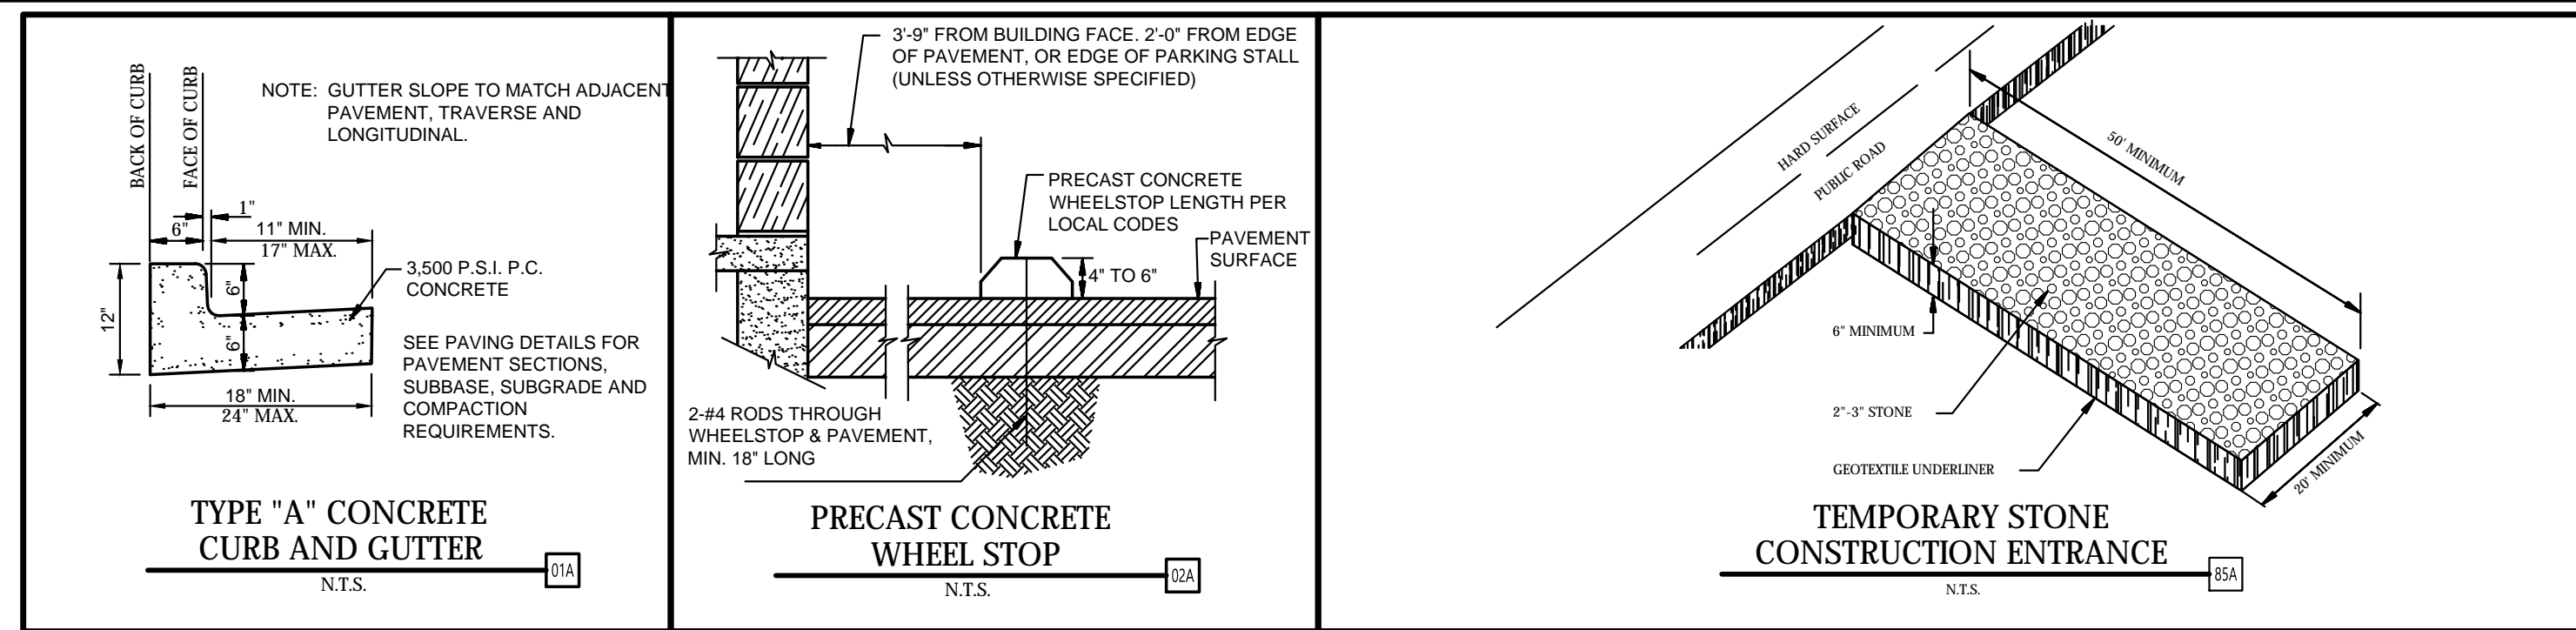 BACK OF CURB
FACE OF CURB
NOTE: GUTTER SLOPE TO MATCH ADJACENT
PAVEMENT, TRAVERSE AND
LONGITUDINAL.
1"
6"
11" MIN.
17" MAX.
12"
6"
6"
3,500 P.S.I. P.C.
CONCRETE
SEE PAVING DETAILS FOR
PAVEMENT SECTIONS,
SUBBASE, SUBGRADE AND
COMPACTION
REQUIREMENTS.
18" MIN.
24" MAX.
TYPE "A" CONCRETE
CURB AND GUTTER
01A
N.T.S.
3'-9" FROM BUILDING FACE. 2'-0" FROM EDGE
OF PAVEMENT, OR EDGE OF PARKING STALL
(UNLESS OTHERWISE SPECIFIED)
PRECAST CONCRETE
WHEELSTOP LENGTH PER
LOCAL CODES
PAVEMENT
SURFACE
4" TO 6"
2-#4 RODS THROUGH
WHEELSTOP & PAVEMENT,
MIN. 18" LONG
PRECAST CONCRETE
WHEEL STOP
02A
N.T.S.
HARD SURFACE
PUBLIC ROAD
50' MINIMUM
6" MINIMUM
2"-3" STONE
GEOTEXTILE UNDERLINER
20' MINIMUM
TEMPORARY STONE
CONSTRUCTION ENTRANCE
85A
N.T.S.